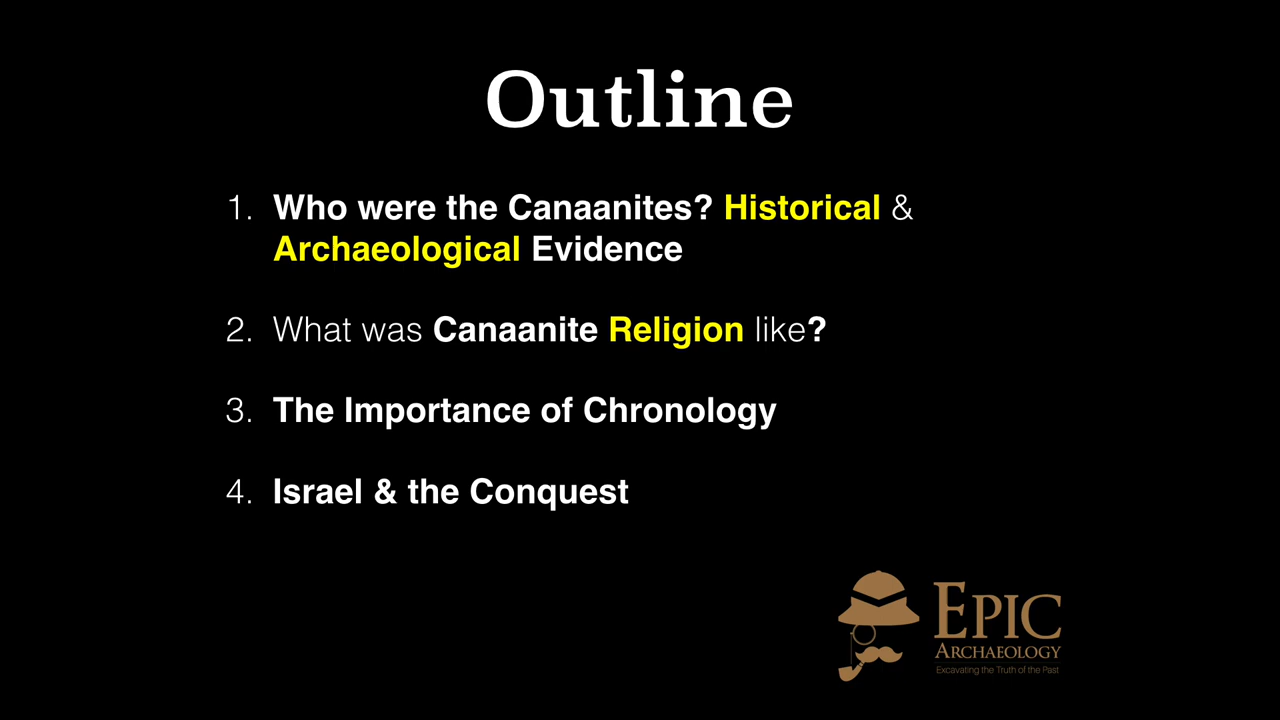 Outline
1. Who were the Canaanites? Historical &
Archaeological Evidence
2. What was Canaanite Religion like?
3. The Importance of Chronology
4. Israel & the Conquest
EPIC
ARCHAEOLOGY
Excavating the Truth of the Past